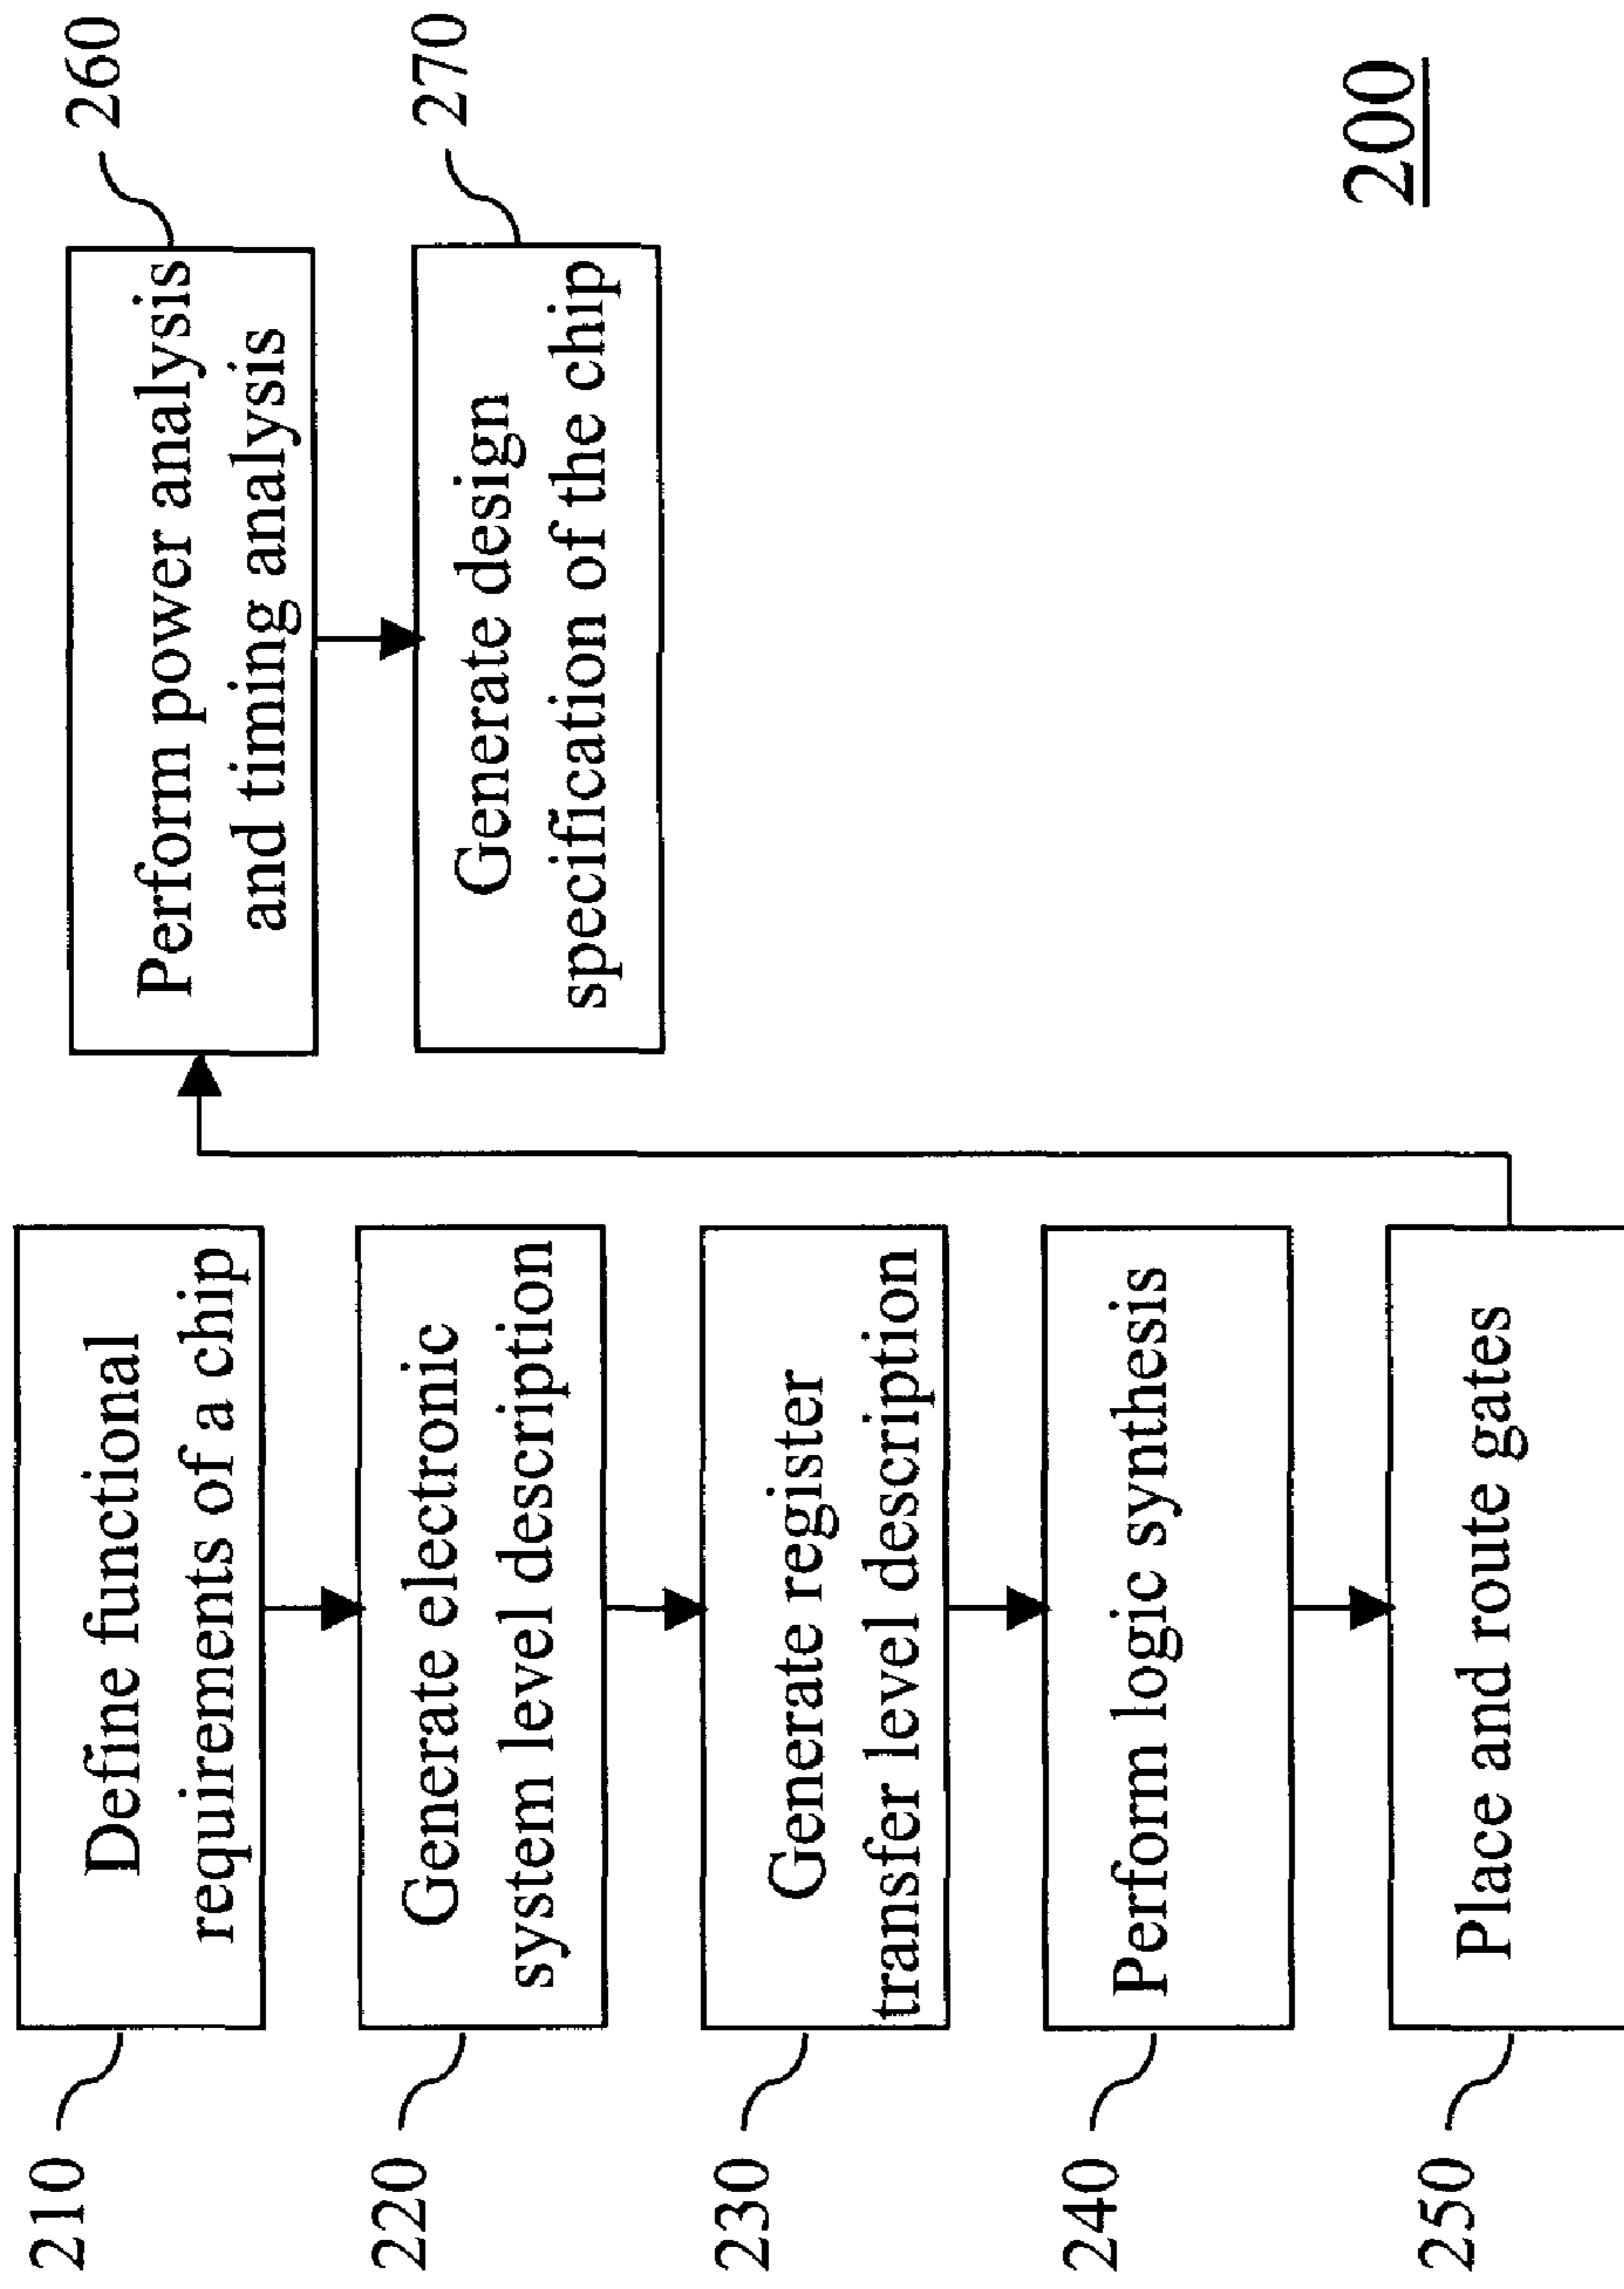 210
Define functional
requirements of a chip
220
Generate electronic
system level description
230
Generate register
transfer level description
240
Perform logic synthesis
250
Place and route gates
260
Perform power analysis
and timing analysis
270
Generate design
specification of the chip
200